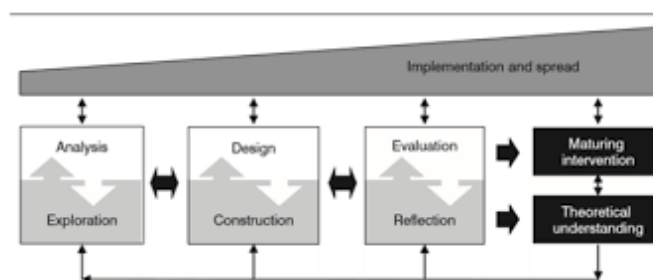 Implementation and spread
Analysis
Exploration
Design
Construction
Evaluation
Reflection
Maturing
intervention
Theoretical
understanding